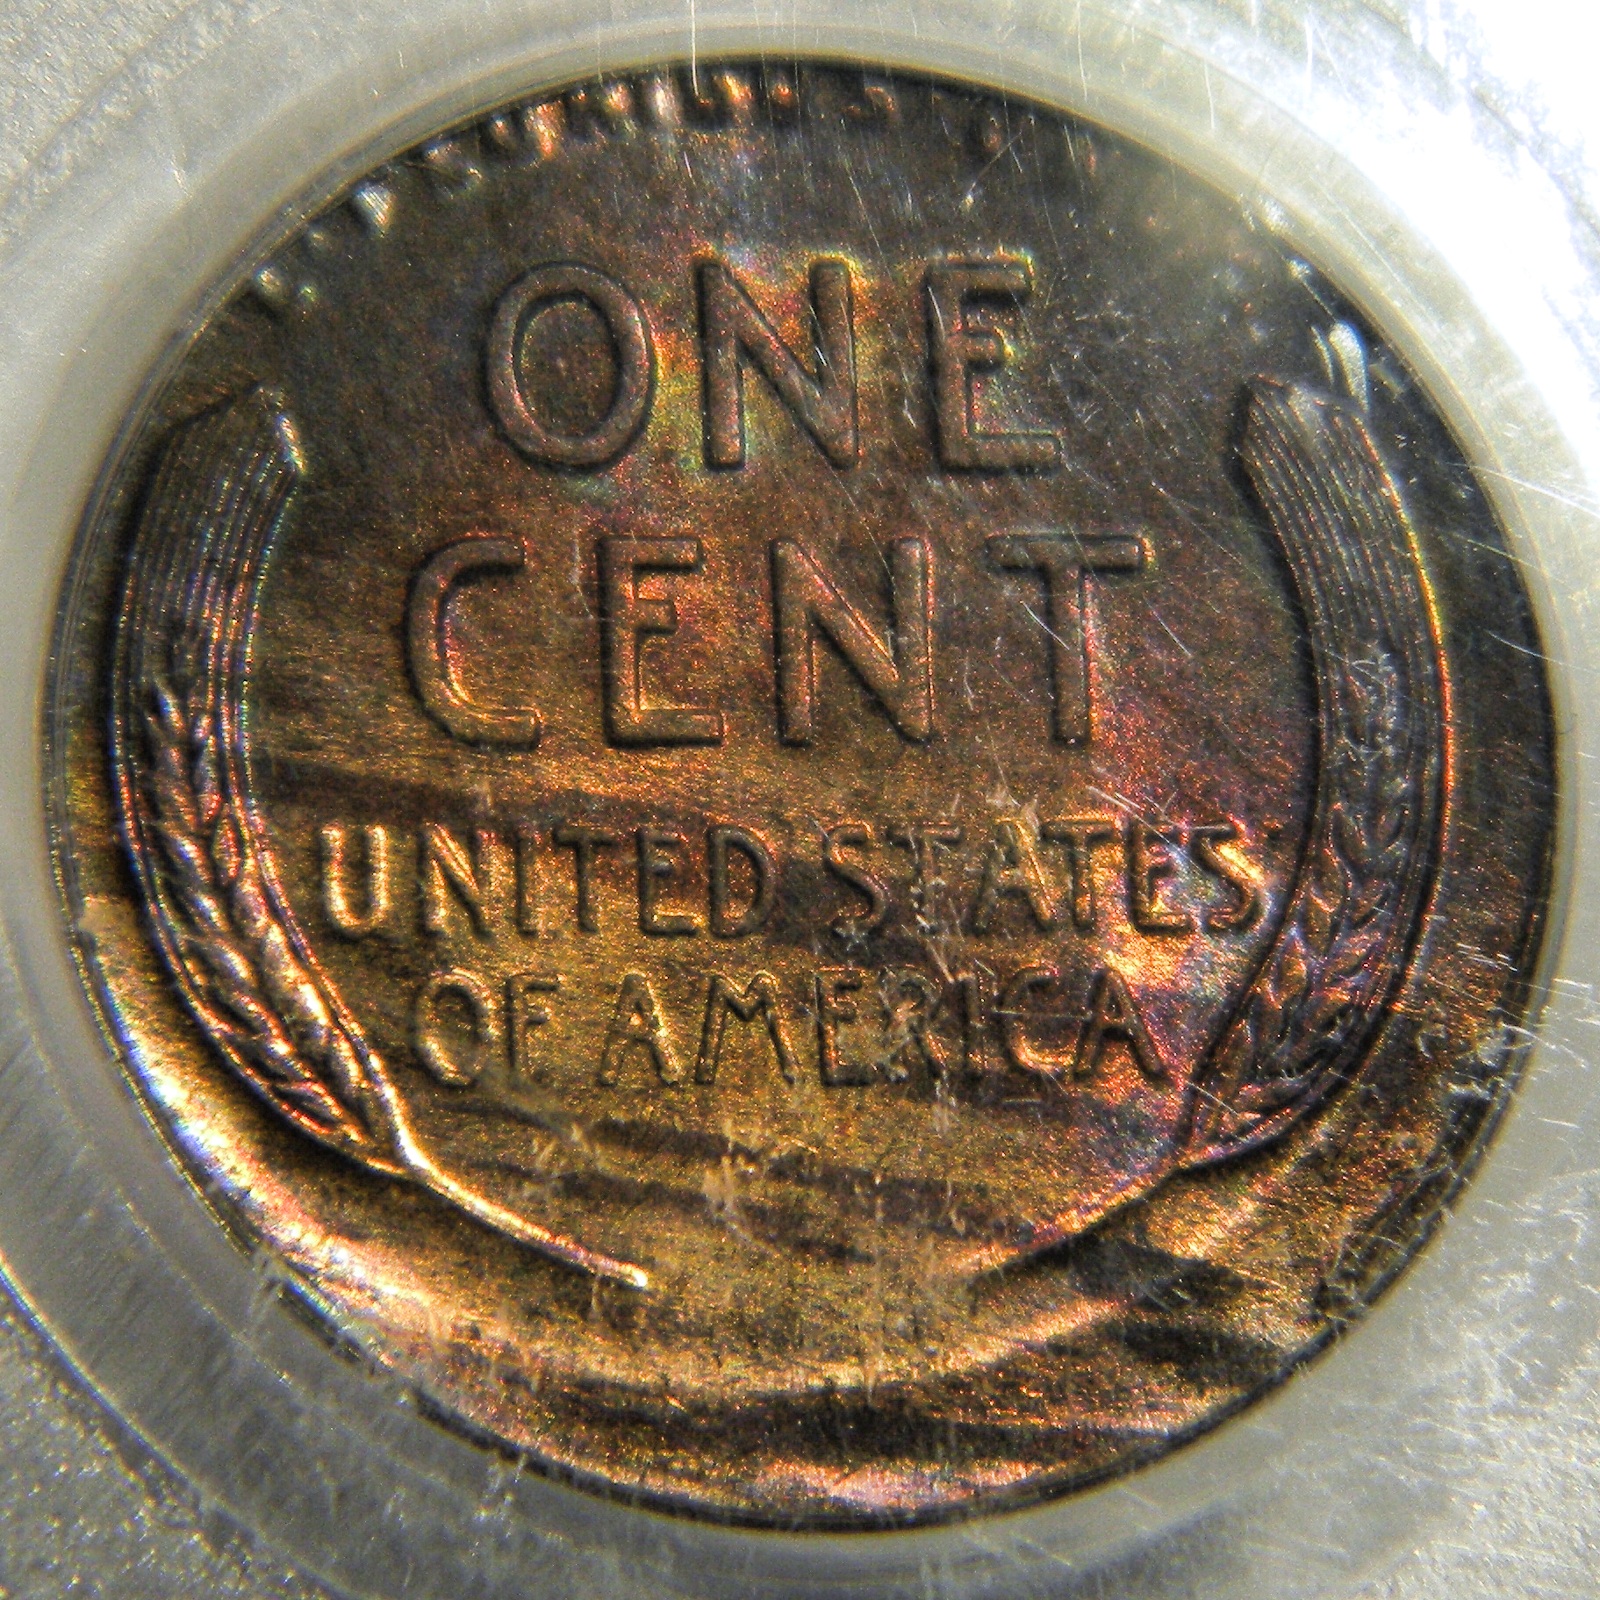 ONE
CENT
UNITED STATES
OF AMERICA